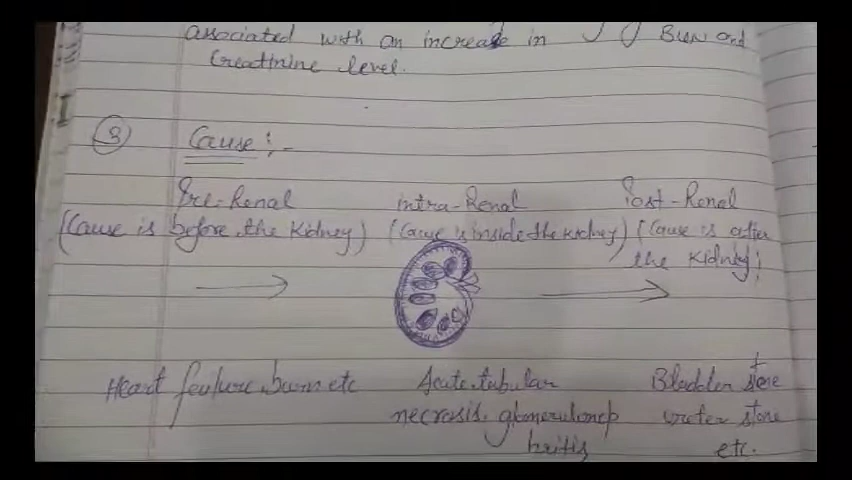 associated with an increase in BUN and
Creatinine level.
3 Cause :-
Pre-Renal intra-Renal Post-Renal
(Cause is before the Kidney) (Cause is inside the kidney) (Cause is after
the Kidney)
Heart feulure, burn etc Acute tubular Bladder stone
necrosis, glomerulonep ureter stone
hritis etc.